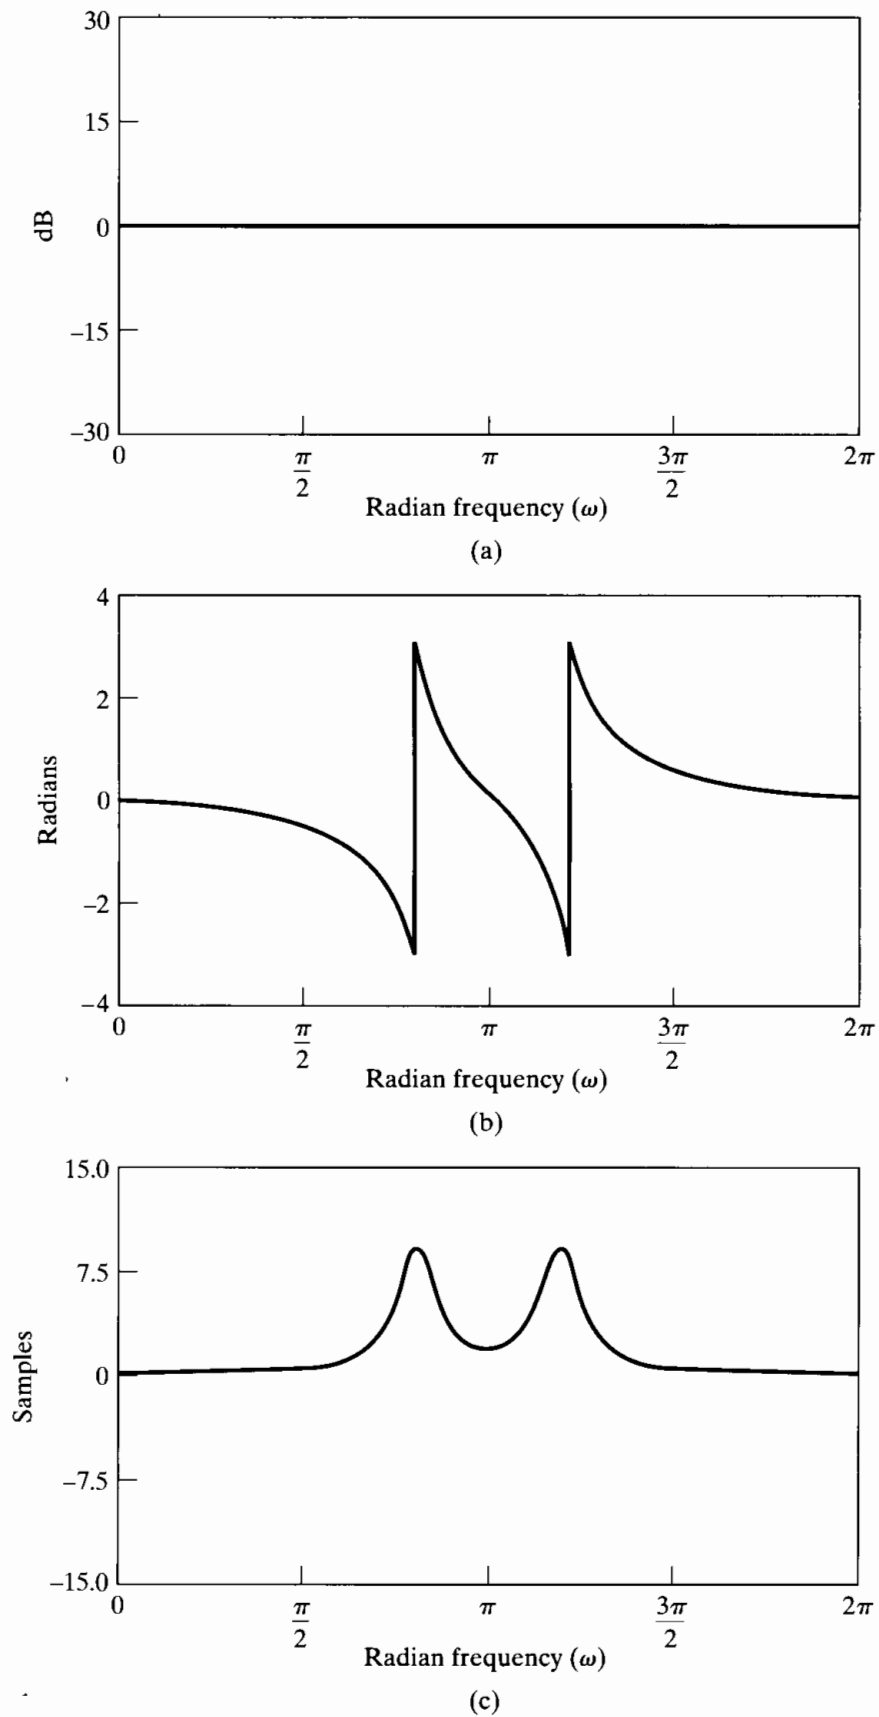 30
15
0
–15
–30
dB
0 π/2 π 3π/2 2π
Radian frequency (ω)
(a)
4
2
0
–2
–4
Radians
0 π/2 π 3π/2 2π
Radian frequency (ω)
(b)
15.0
7.5
0
–7.5
–15.0
Samples
0 π/2 π 3π/2 2π
Radian frequency (ω)
(c)